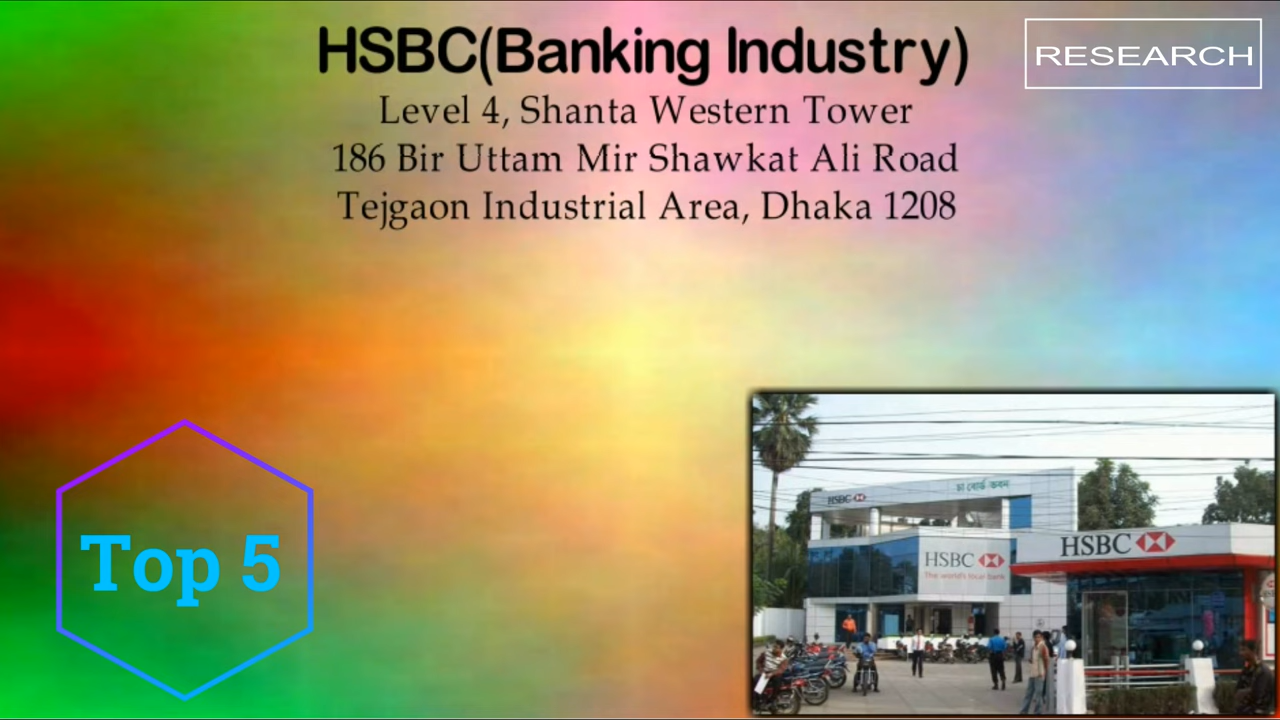 HSBC(Banking Industry)
RESEARCH
Level 4, Shanta Western Tower
186 Bir Uttam Mir Shawkat Ali Road
Tejgaon Industrial Area, Dhaka 1208
Top 5
HSBC
চা বোর্ড ভবন
HSBC
The world's local bank
HSBC